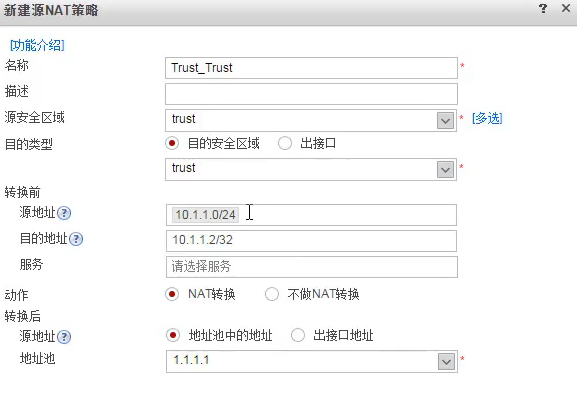 新建源NAT策略 ? ×
[功能介绍]
名称 Trust_Trust *
描述
源安全区域 trust * [多选]
目的类型 目的安全区域 出接口
trust *
转换前
源地址 ? 10.1.1.0/24
目的地址 ? 10.1.1.2/32
服务 请选择服务
动作 NAT转换 不做NAT转换
转换后
源地址 ? 地址池中的地址 出接口地址
地址池 1.1.1.1 *